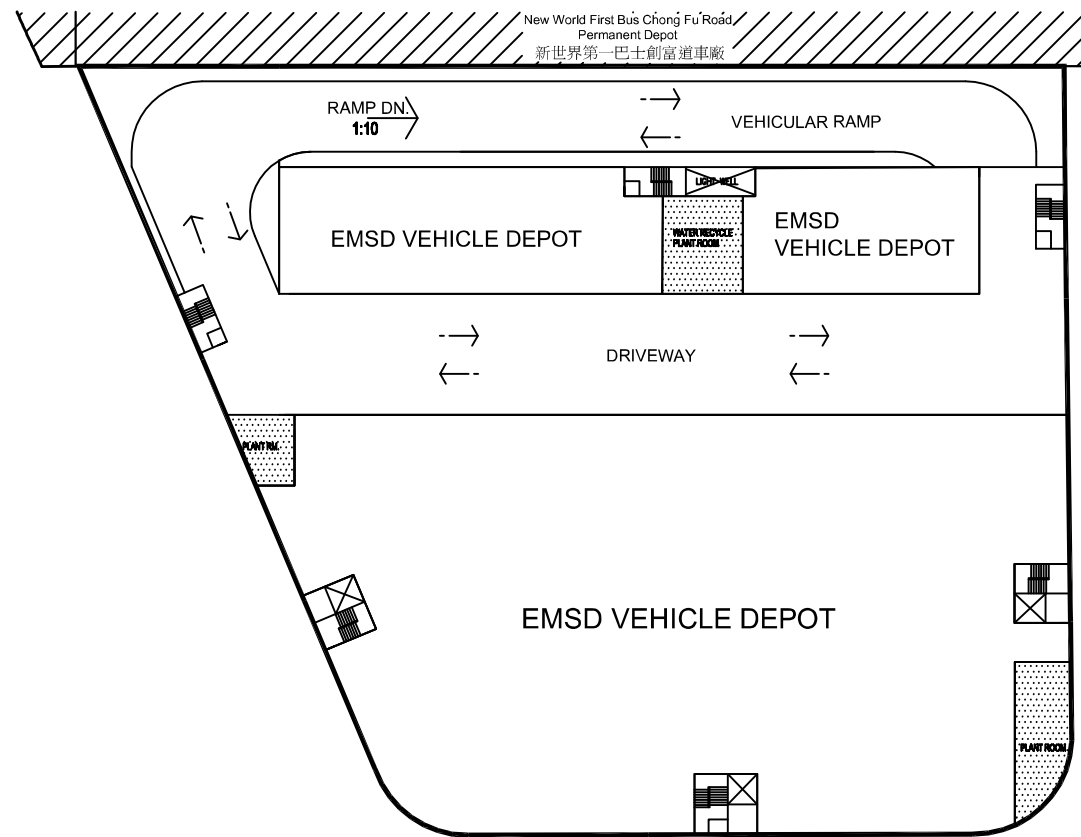 New World First Bus Chong Fu Road,
Permanent Depot
新世界第一巴士創富道車廠
RAMP DN.
1:10
VEHICULAR RAMP
LIGHT WELL
EMSD VEHICLE DEPOT
WATER RECYCLE
PLANT ROOM
EMSD
VEHICLE DEPOT
DRIVEWAY
PLANT RM.
EMSD VEHICLE DEPOT
PLANT ROOM